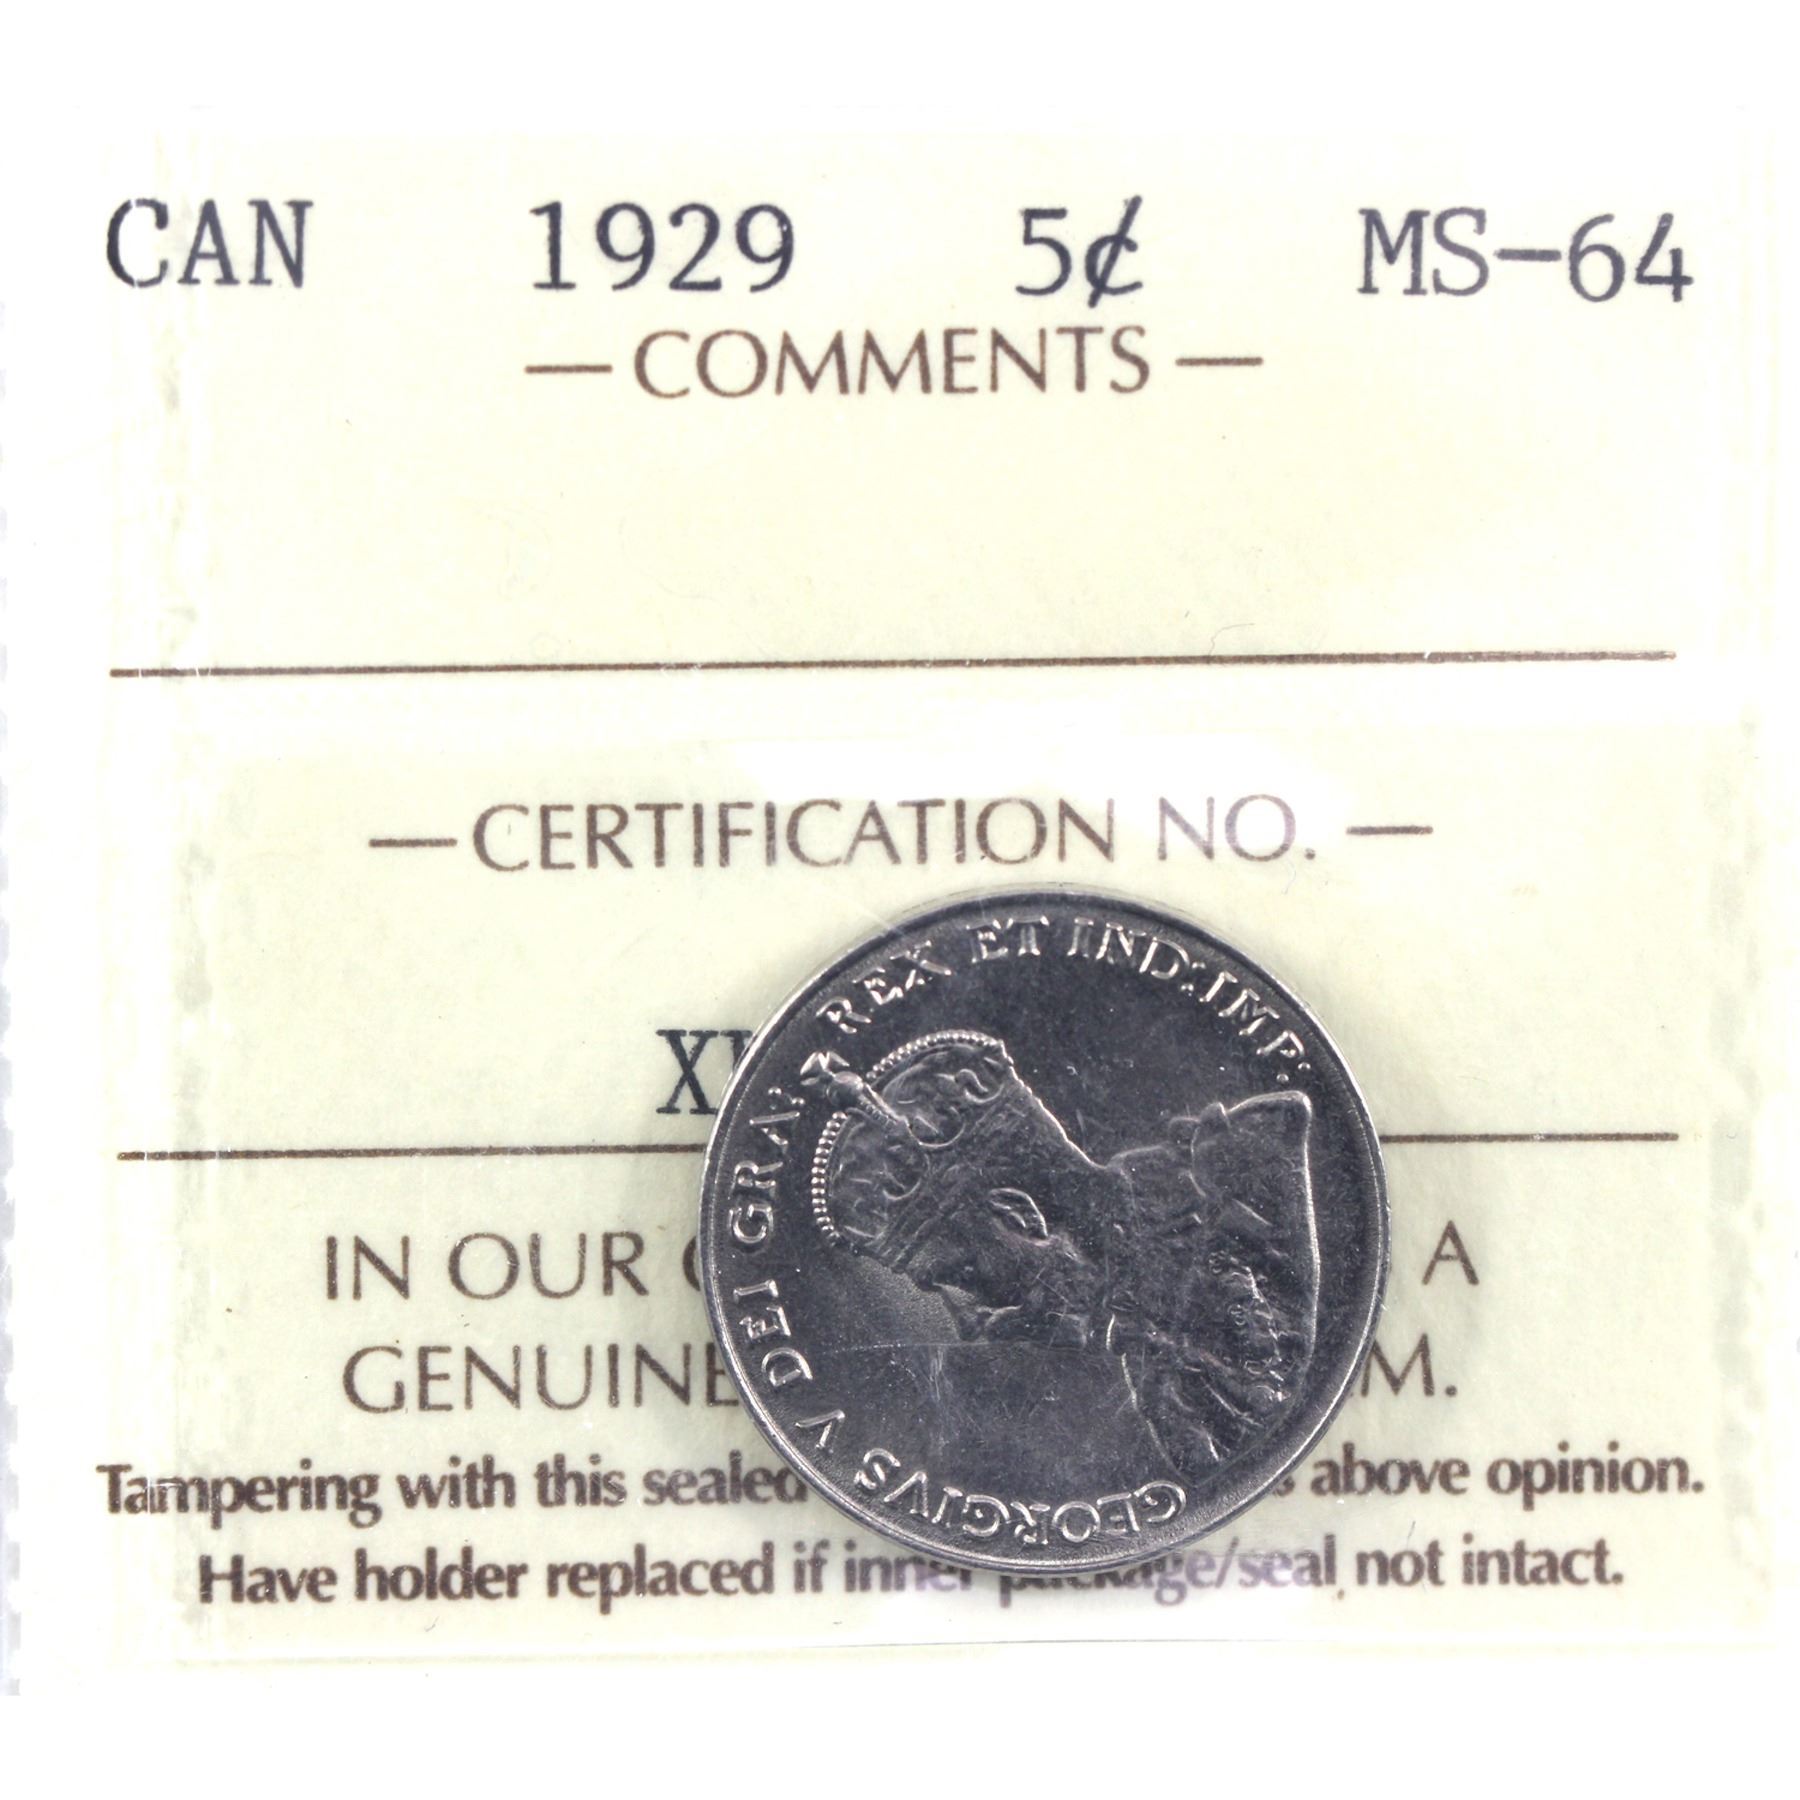 CAN 1929 5¢ MS-64
— COMMENTS —
— CERTIFICATION NO. —
IN OUR A
GENUINE
Tampering with this sealed above opinion.
Have holder replaced if inner package/seal not intact.
GEORGIVS V DEI GRA: REX ET IND: IMP: